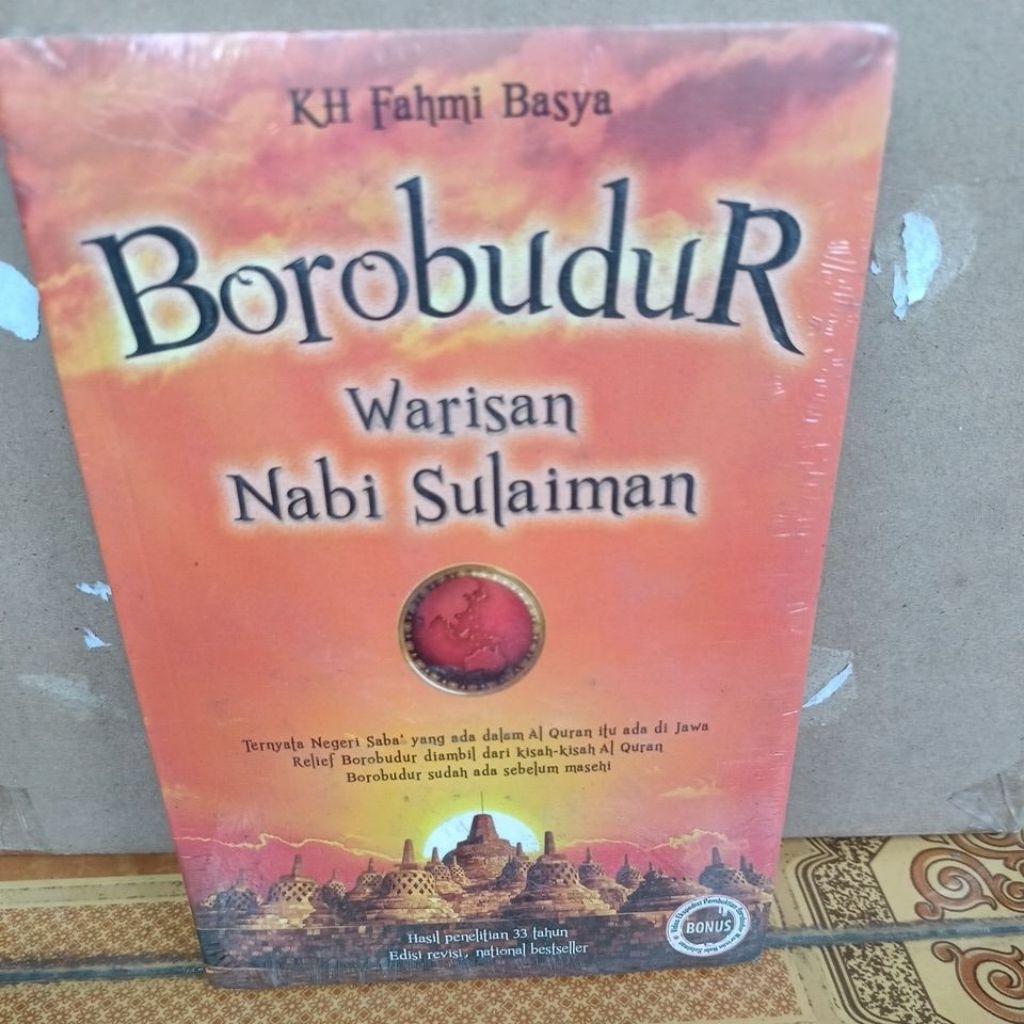 KH Fahmi Basya
Borobudur
Warisan
Nabi Sulaiman
Ternyata Negeri Saba' yang ada dalam Al Quran itu ada di Jawa
Relief Borobudur diambil dari kisah-kisah Al Quran
Borobudur sudah ada sebelum masehi
Hasil penelitian 33 tahun
Edisi revisi, national bestseller
BONUS